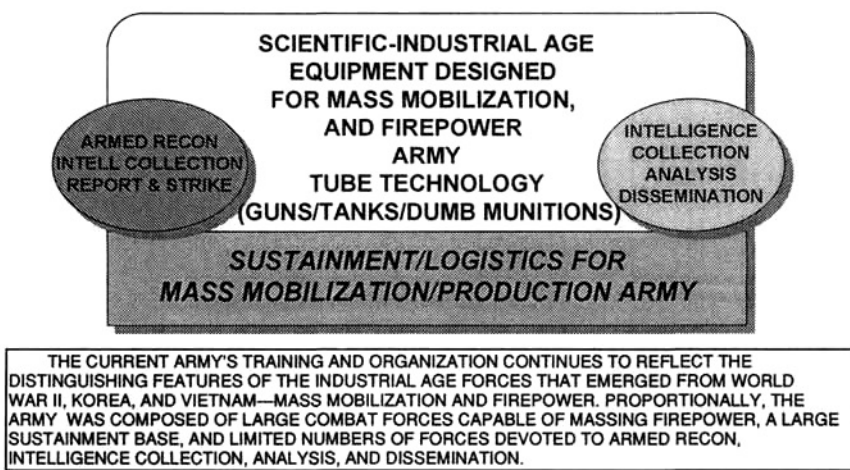 SCIENTIFIC-INDUSTRIAL AGE
EQUIPMENT DESIGNED
FOR MASS MOBILIZATION,
AND FIREPOWER
ARMY
TUBE TECHNOLOGY
(GUNS/TANKS/DUMB MUNITIONS)
ARMED RECON
INTELL COLLECTION
REPORT & STRIKE
INTELLIGENCE
COLLECTION
ANALYSIS
DISSEMINATION
SUSTAINMENT/LOGISTICS FOR
MASS MOBILIZATION/PRODUCTION ARMY
THE CURRENT ARMY'S TRAINING AND ORGANIZATION CONTINUES TO REFLECT THE
DISTINGUISHING FEATURES OF THE INDUSTRIAL AGE FORCES THAT EMERGED FROM WORLD
WAR II, KOREA, AND VIETNAM—MASS MOBILIZATION AND FIREPOWER. PROPORTIONALLY, THE
ARMY WAS COMPOSED OF LARGE COMBAT FORCES CAPABLE OF MASSING FIREPOWER, A LARGE
SUSTAINMENT BASE, AND LIMITED NUMBERS OF FORCES DEVOTED TO ARMED RECON,
INTELLIGENCE COLLECTION, ANALYSIS, AND DISSEMINATION.